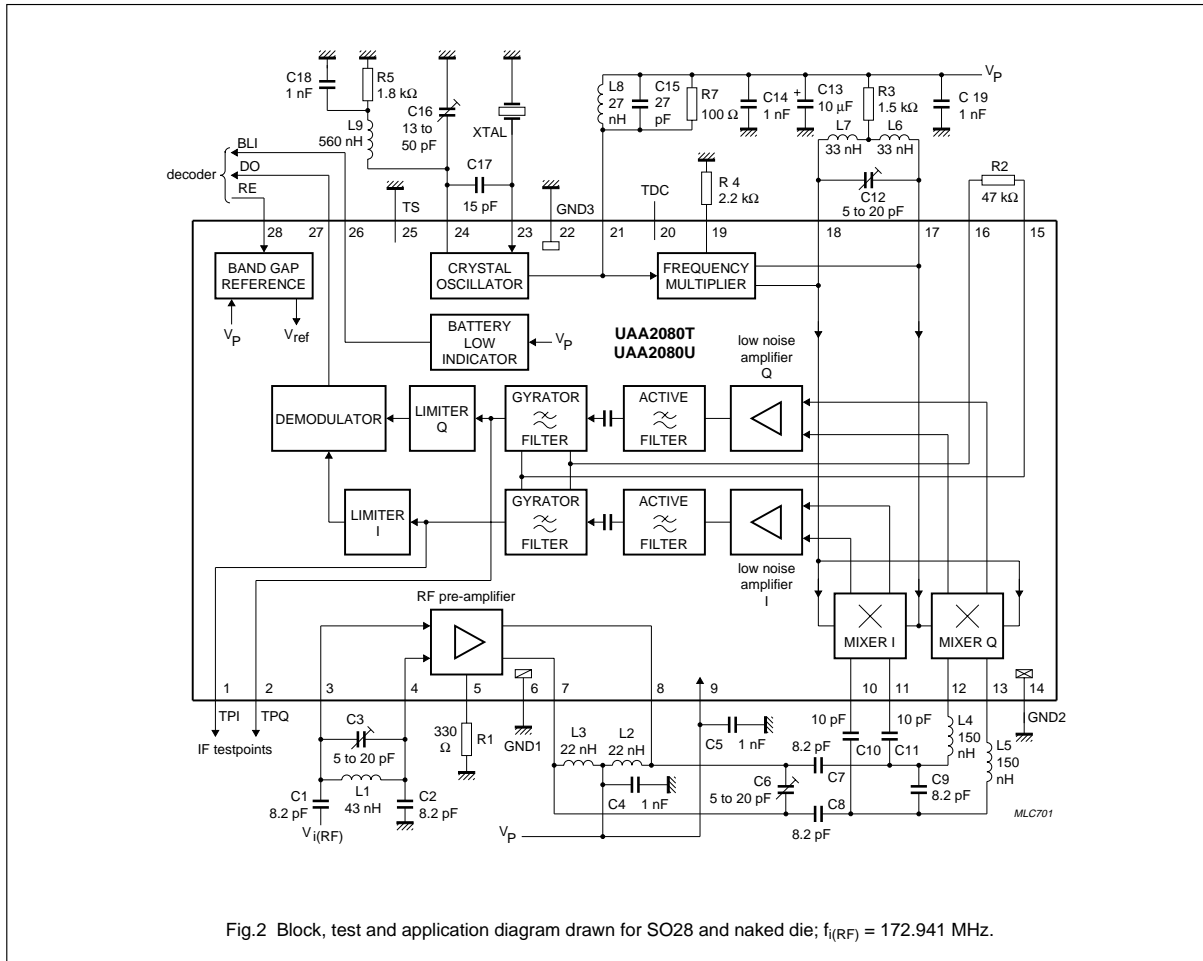 C18
1 nF
R5
1.8 kΩ
C16
13 to
50 pF
XTAL
L9
560 nH
C17
15 pF
L8
27
nH
C15
27
pF
R7
100 Ω
C14
1 nF
+
C13
10 µF
R3
1.5 kΩ
C 19
1 nF
VP
L7
33 nH
L6
33 nH
C12
5 to 20 pF
R2
47 kΩ
R 4
2.2 kΩ
decoder
BLI
DO
RE
TS
GND3
TDC
28
27
26
25
24
23
22
21
20
19
18
17
16
15
BAND GAP
REFERENCE
VP
Vref
CRYSTAL
OSCILLATOR
FREQUENCY
MULTIPLIER
BATTERY
LOW
INDICATOR
VP
UAA2080T
UAA2080U
low noise
amplifier
Q
DEMODULATOR
LIMITER
Q
GYRATOR
FILTER
ACTIVE
FILTER
LIMITER
I
GYRATOR
FILTER
ACTIVE
FILTER
low noise
amplifier
I
RF pre-amplifier
MIXER I
MIXER Q
1
2
3
4
5
6
7
8
9
10
11
12
13
14
TPI
TPQ
IF testpoints
C3
5 to 20 pF
L1
43 nH
C1
8.2 pF
C2
8.2 pF
Vi(RF)
330
Ω
R1
GND1
L3
22 nH
L2
22 nH
C4
1 nF
C5
1 nF
VP
C6
5 to 20 pF
8.2 pF
C7
C8
8.2 pF
10 pF
C10
10 pF
C11
L4
150
nH
L5
150
nH
C9
8.2 pF
GND2
MLC701
Fig.2 Block, test and application diagram drawn for SO28 and naked die; fi(RF) = 172.941 MHz.